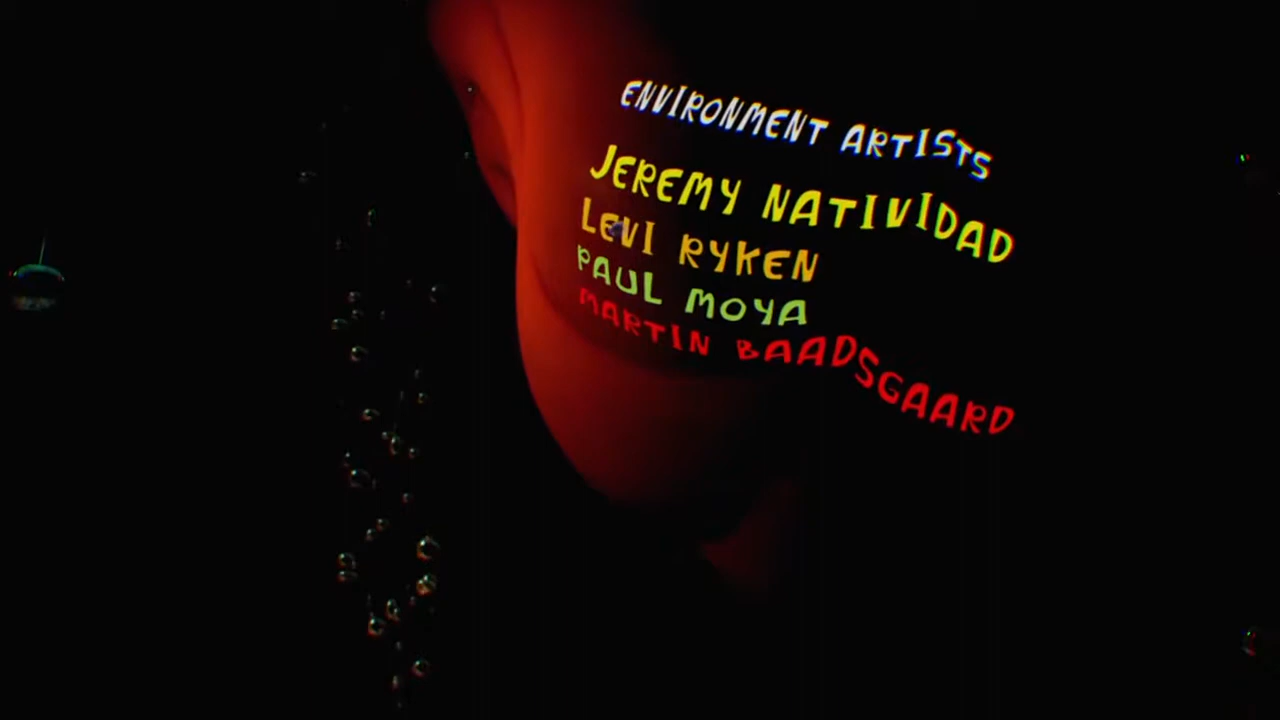 ENVIRONMENT ARTISTS
JEREMY NATIVIDAD
LEVI RYKEN
PAUL MOYA
MARTIN BAADSGAARD